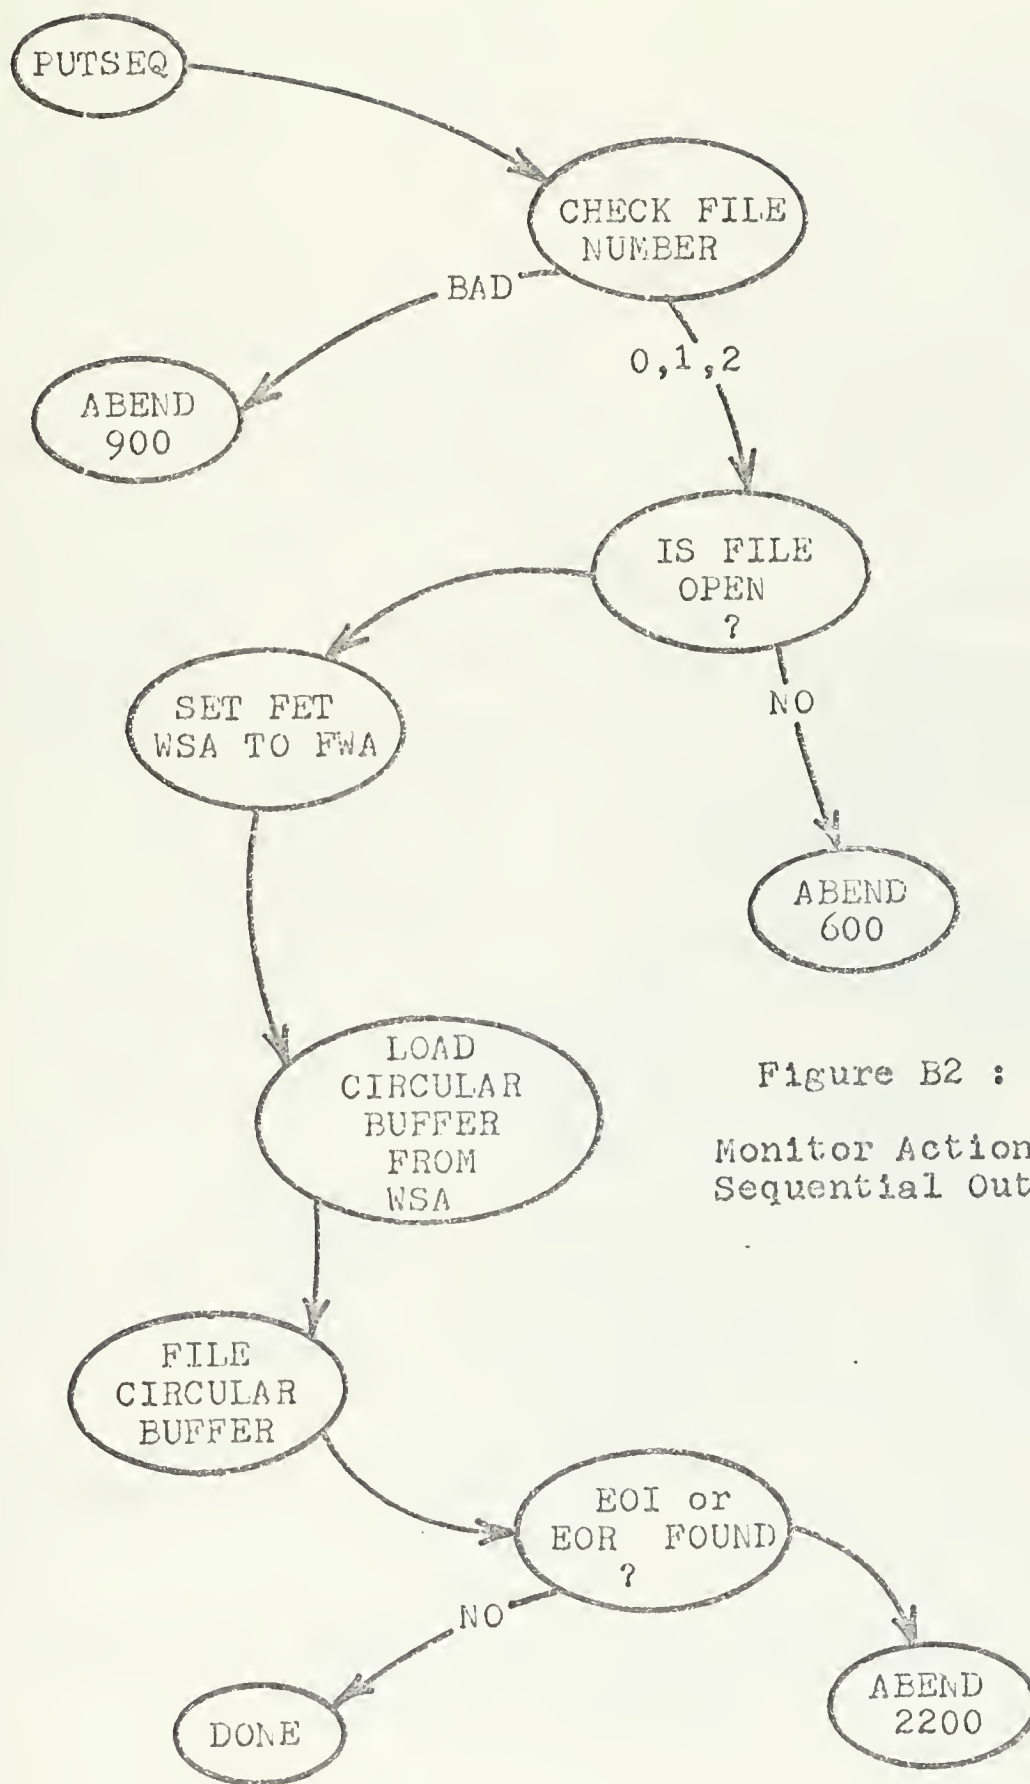 PUTSEQ
CHECK FILE
NUMBER
BAD
0,1,2
ABEND
900
IS FILE
OPEN
?
NO
SET FET
WSA TO FWA
ABEND
600
LOAD
CIRCULAR
BUFFER
FROM
WSA
Figure B2 :
Monitor Action
Sequential Out
FILE
CIRCULAR
BUFFER
EOI or
EOR FOUND
?
NO
DONE
ABEND
2200